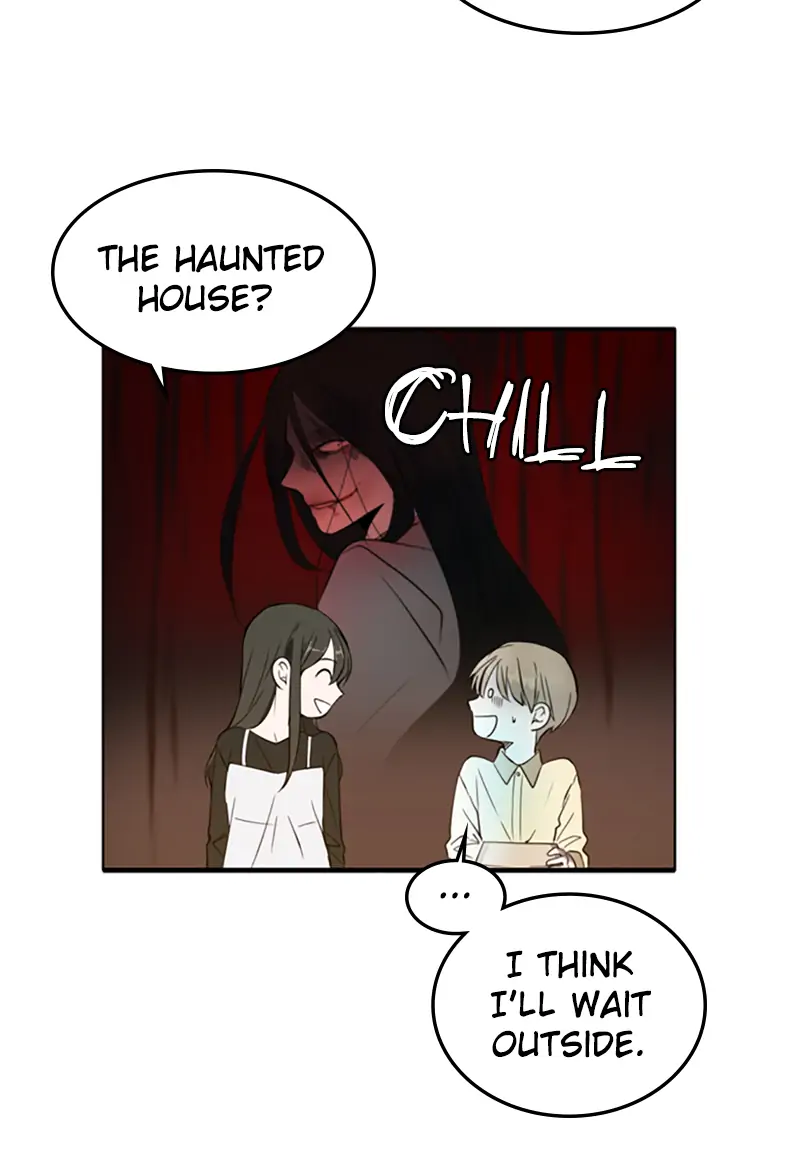 THE HAUNTED
HOUSE?
CHILL
...
I THINK
I'LL WAIT
OUTSIDE.